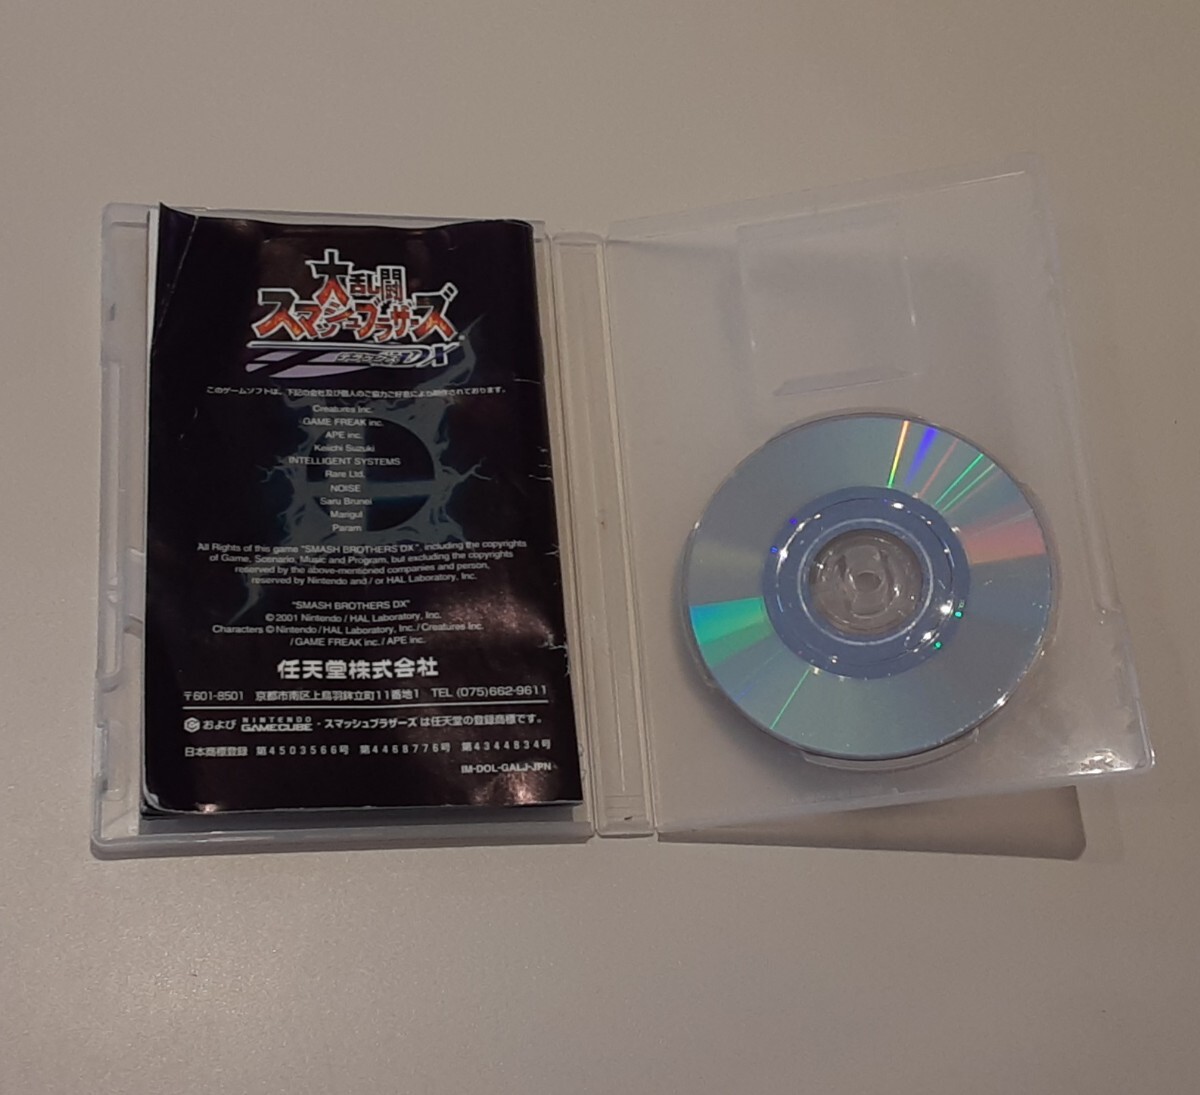 大乱闘
スマッシュブラザーズ
DX
このゲームソフトは、下記の会社及び個人のご協力ご好意により制作されております。
Creatures Inc.
GAME FREAK inc.
APE inc.
Keiichi Suzuki
INTELLIGENT SYSTEMS
Rare Ltd.
NOISE
Saru Brunei
Marigul
Param
All Rights of this game "SMASH BROTHERS DX", including the copyrights
of Game, Scenario, Music and Program, but excluding the copyrights
reserved by the above-mentioned companies and person,
reserved by Nintendo and / or HAL Laboratory, Inc.
"SMASH BROTHERS DX"
© 2001 Nintendo / HAL Laboratory, Inc.
Characters © Nintendo / HAL Laboratory, Inc. / Creatures Inc.
/ GAME FREAK inc. / APE inc.
任天堂株式会社
〒601-8501 京都市南区上鳥羽鉾立町11番地1 TEL (075)662-9611
および NINTENDO GAMECUBE・スマッシュブラザーズ は任天堂の登録商標です。
日本商標登録 第4503566号 第4468776号 第4344834号
IM-DOL-GALJ-JPN